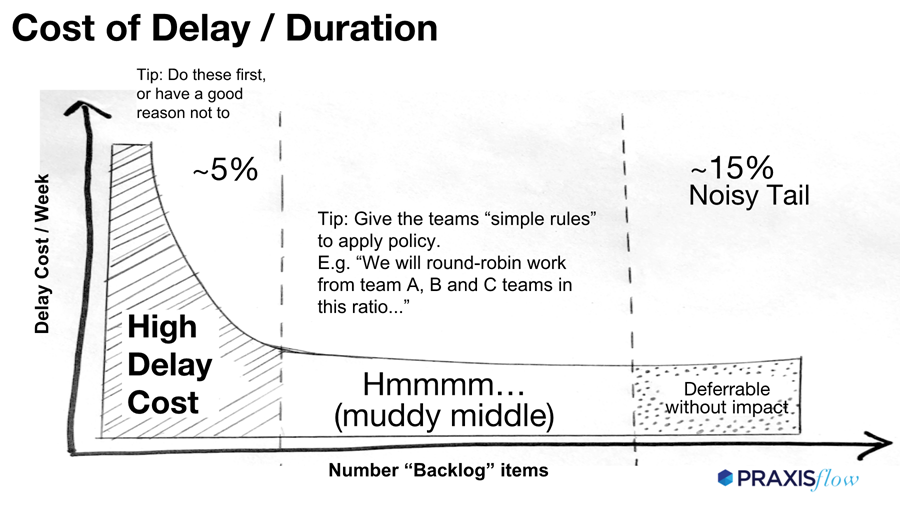 Cost of Delay / Duration
Tip: Do these first,
or have a good
reason not to
~5%
~15%
Noisy Tail
Tip: Give the teams “simple rules”
to apply policy.
E.g. “We will round-robin work
from team A, B and C teams in
this ratio...”
Delay Cost / Week
High
Delay
Cost
Hmmmm...
(muddy middle)
Deferrable
without impact
Number “Backlog” items
PRAXISflow